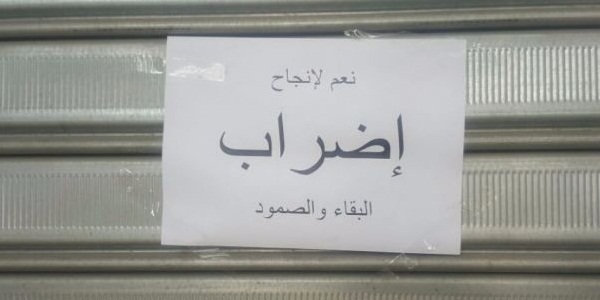 نعم لإنجاح
إضراب
البقاء والصمود